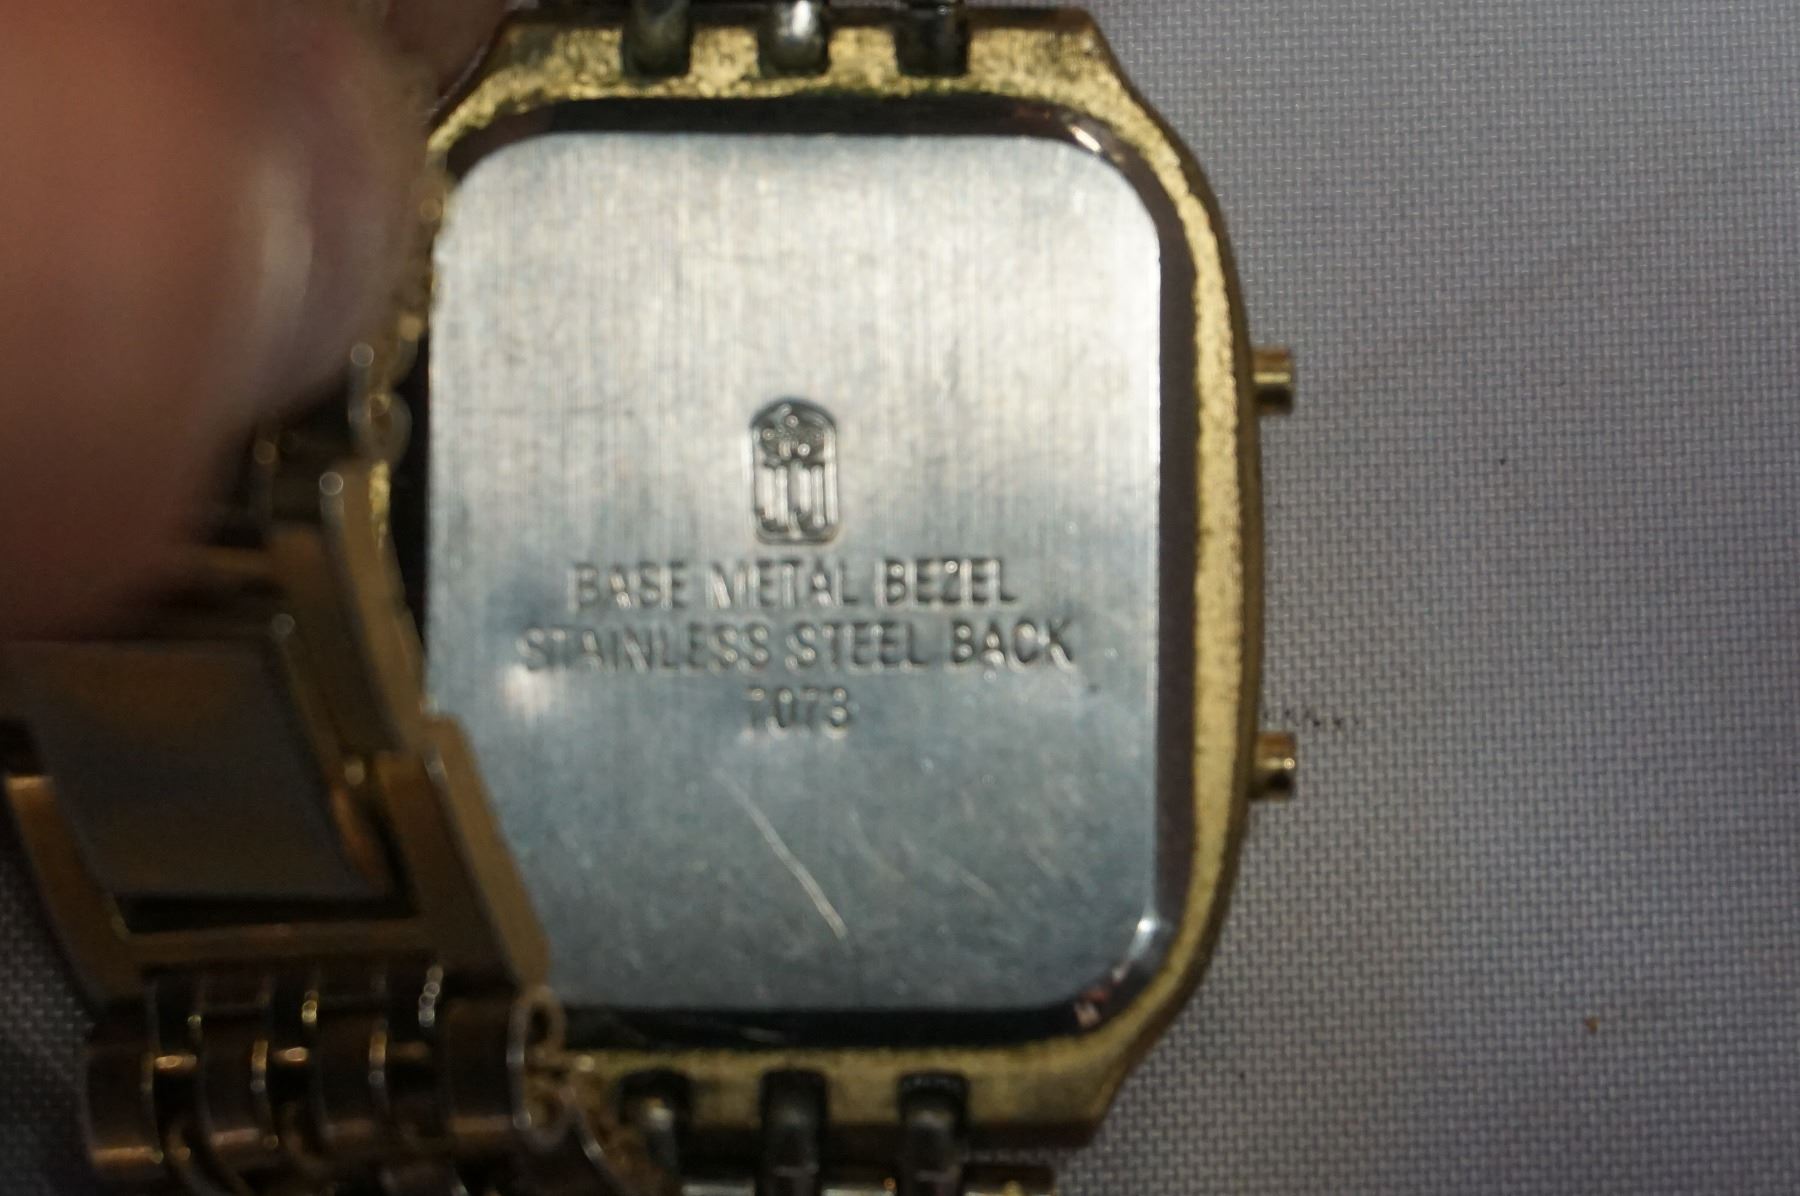 BASE METAL BEZEL
STAINLESS STEEL BACK
7073